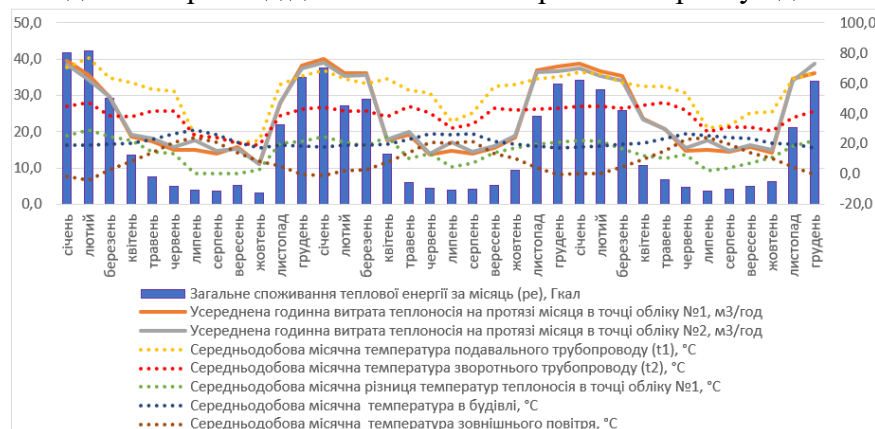 50,0
40,0
30,0
20,0
10,0
0,0
100,0
80,0
60,0
40,0
20,0
0,0
-20,0
січень
лютий
березень
квітень
травень
червень
липень
серпень
вересень
жовтень
листопад
грудень
січень
лютий
березень
квітень
травень
червень
липень
серпень
вересень
жовтень
листопад
грудень
січень
лютий
березень
квітень
травень
червень
липень
серпень
вересень
жовтень
листопад
грудень
Загальне споживання теплової енергії за місяць (ре), Гкал
Усереднена годинна витрата теплоносія на протязі місяця в точці обліку №1, м3/год
Усереднена годинна витрата теплоносія на протязі місяця в точці обліку №2, м3/год
Середньодобова місячна температура подавального трубопроводу (t1), °C
Середньодобова місячна температура зворотнього трубопроводу (t2), °C
Середньодобова місячна різниця температур теплоносія в точці обліку №1, °C
Середньодобова місячна температура в будівлі, °C
Середньодобова місячна температура зовнішнього повітря, °C